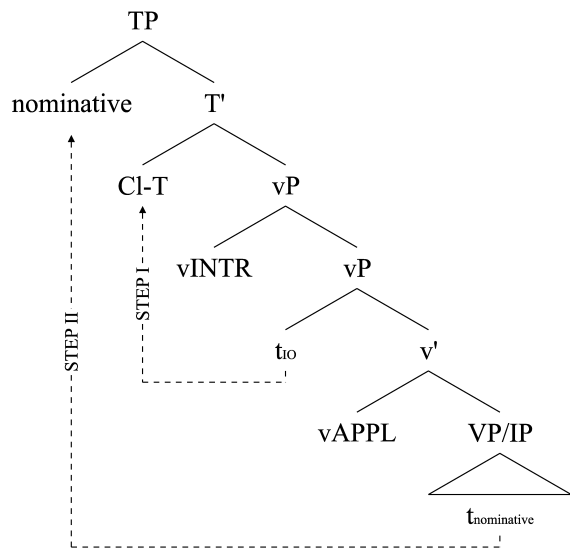 TP
nominative T'
Cl-T vP
vINTR vP
STEP I
STEP II
tIO v'
vAPPL VP/IP
tnominative